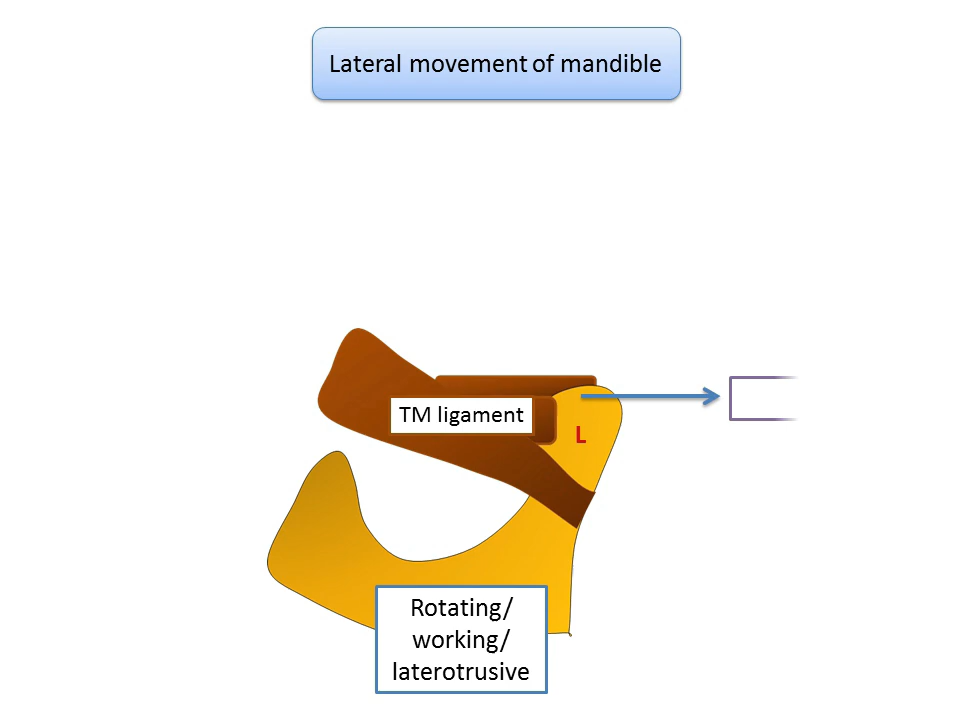 Lateral movement of mandible
TM ligament
L
Rotating/
working/
laterotrusive